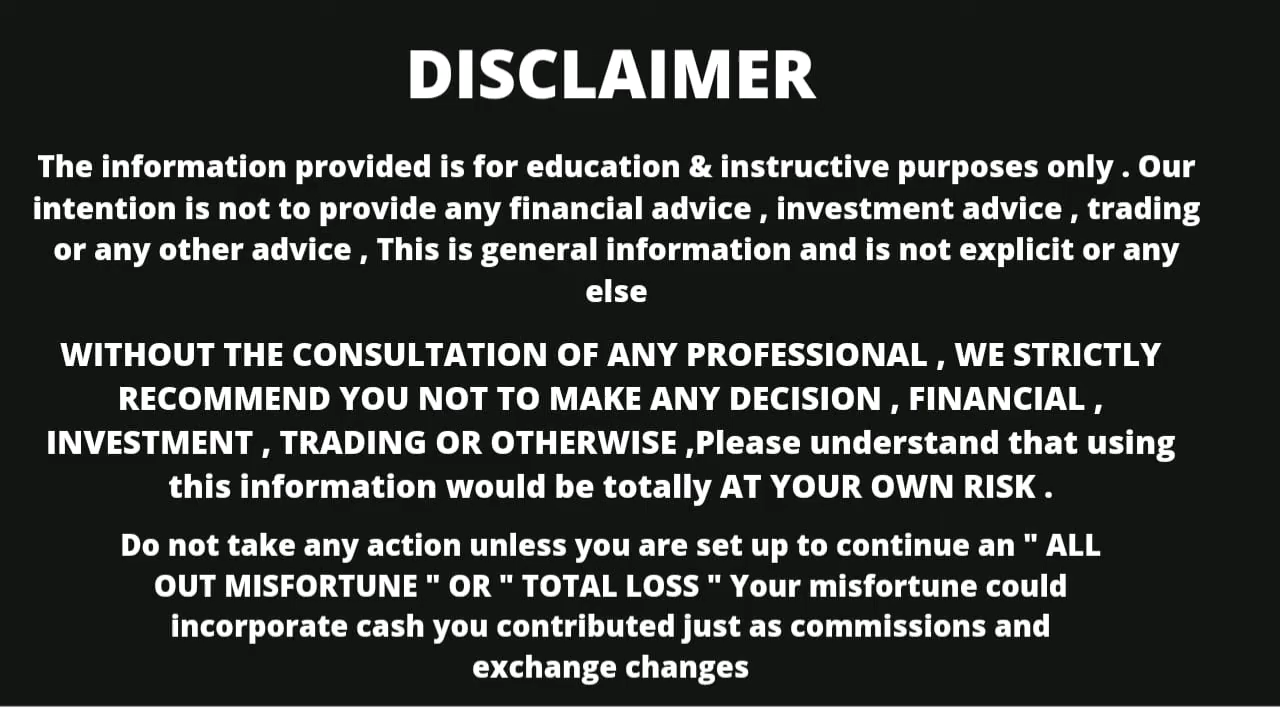 DISCLAIMER
The information provided is for education & instructive purposes only . Our
intention is not to provide any financial advice , investment advice , trading
or any other advice , This is general information and is not explicit or any
else
WITHOUT THE CONSULTATION OF ANY PROFESSIONAL , WE STRICTLY
RECOMMEND YOU NOT TO MAKE ANY DECISION , FINANCIAL ,
INVESTMENT , TRADING OR OTHERWISE ,Please understand that using
this information would be totally AT YOUR OWN RISK .
Do not take any action unless you are set up to continue an " ALL
OUT MISFORTUNE " OR " TOTAL LOSS " Your misfortune could
incorporate cash you contributed just as commissions and
exchange changes